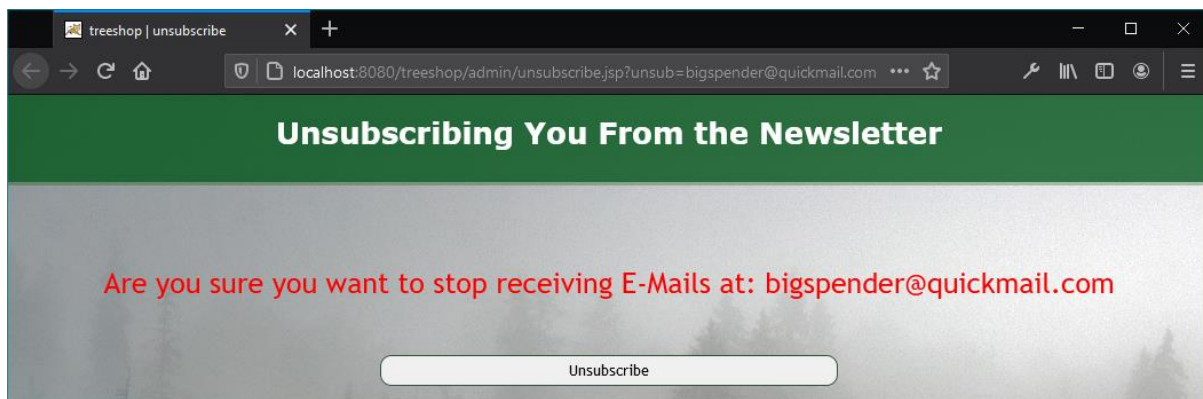 treeshop | unsubscribe
localhost:8080/treeshop/admin/unsubscribe.jsp?unsub=bigspender@quickmail.com
Unsubscribing You From the Newsletter
Are you sure you want to stop receiving E-Mails at: bigspender@quickmail.com
Unsubscribe